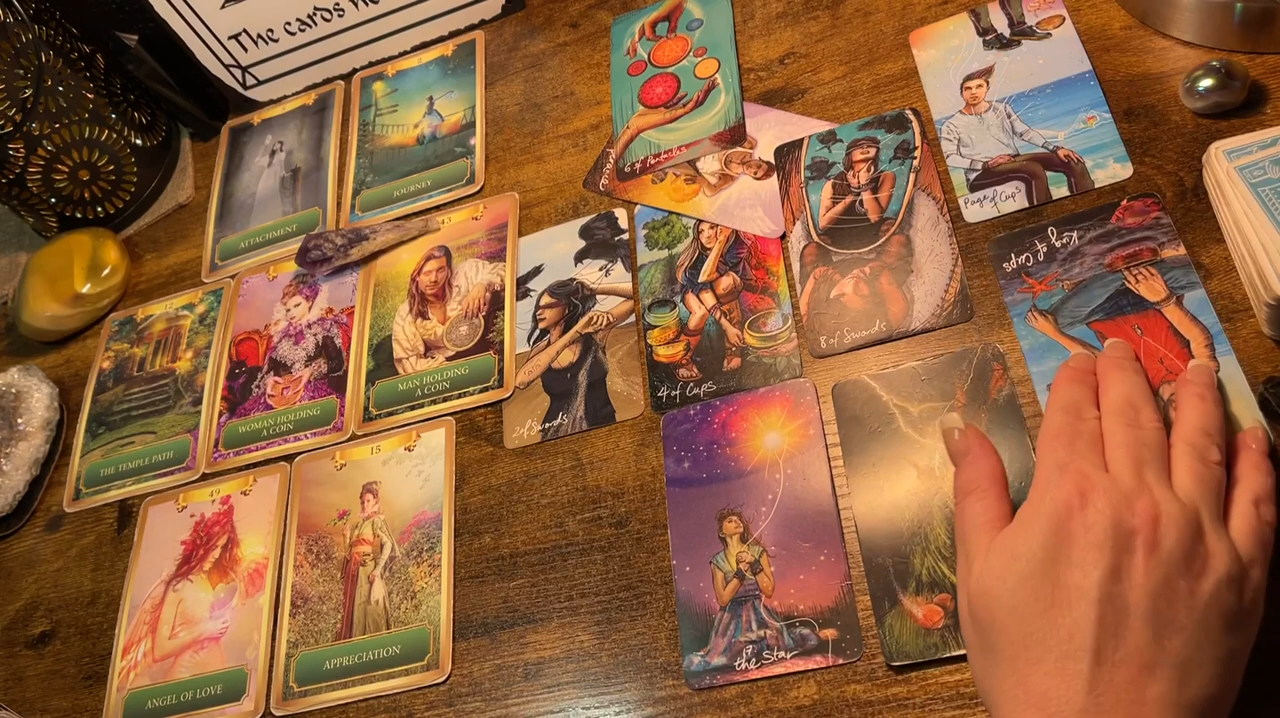 The cards
ATTACHMENT
JOURNEY
43
12
THE TEMPLE PATH
WOMAN HOLDING
A COIN
MAN HOLDING
A COIN
49
ANGEL OF LOVE
15
APPRECIATION
6 of Pentacles
2 of Swords
4 of Cups
8 of Swords
Page of Cups
King of Cups
17
the Star